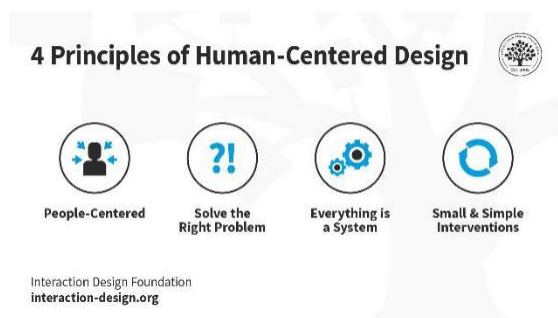 4 Principles of Human-Centered Design
?!
People-Centered
Solve the
Right Problem
Everything is
a System
Small & Simple
Interventions
Interaction Design Foundation
interaction-design.org